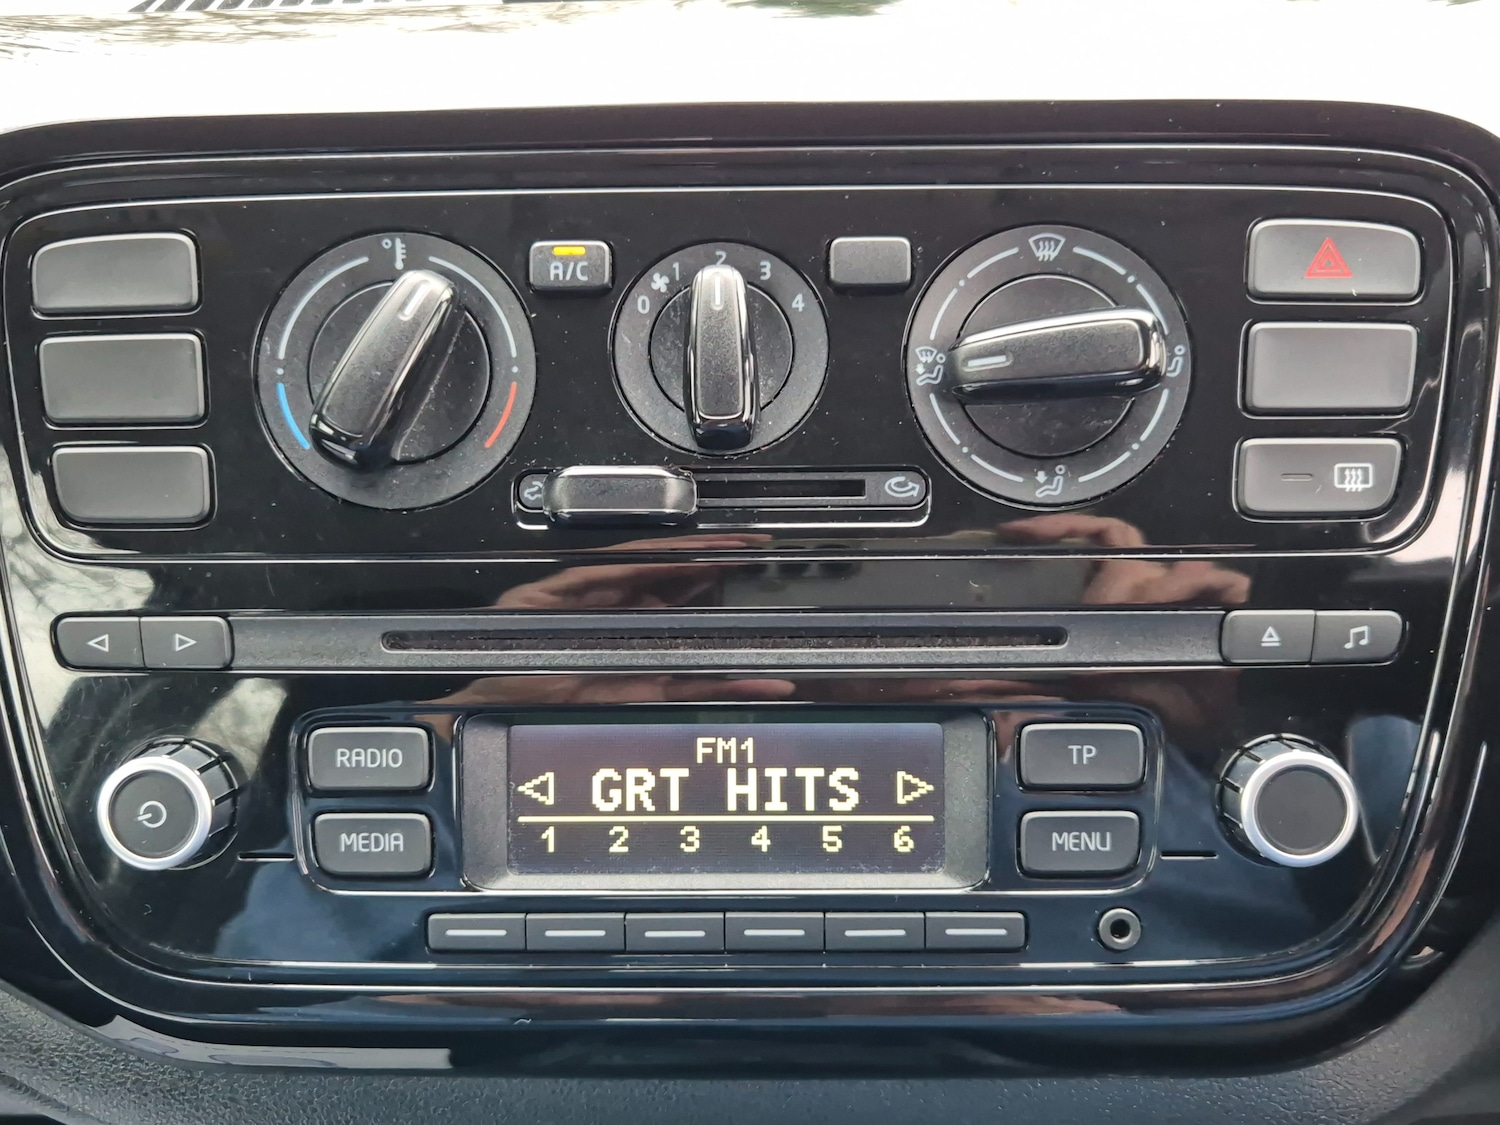 A/C
0 1 2 3 4
RADIO
FM1
GRT HITS
1 2 3 4 5 6
TP
MEDIA
MENU